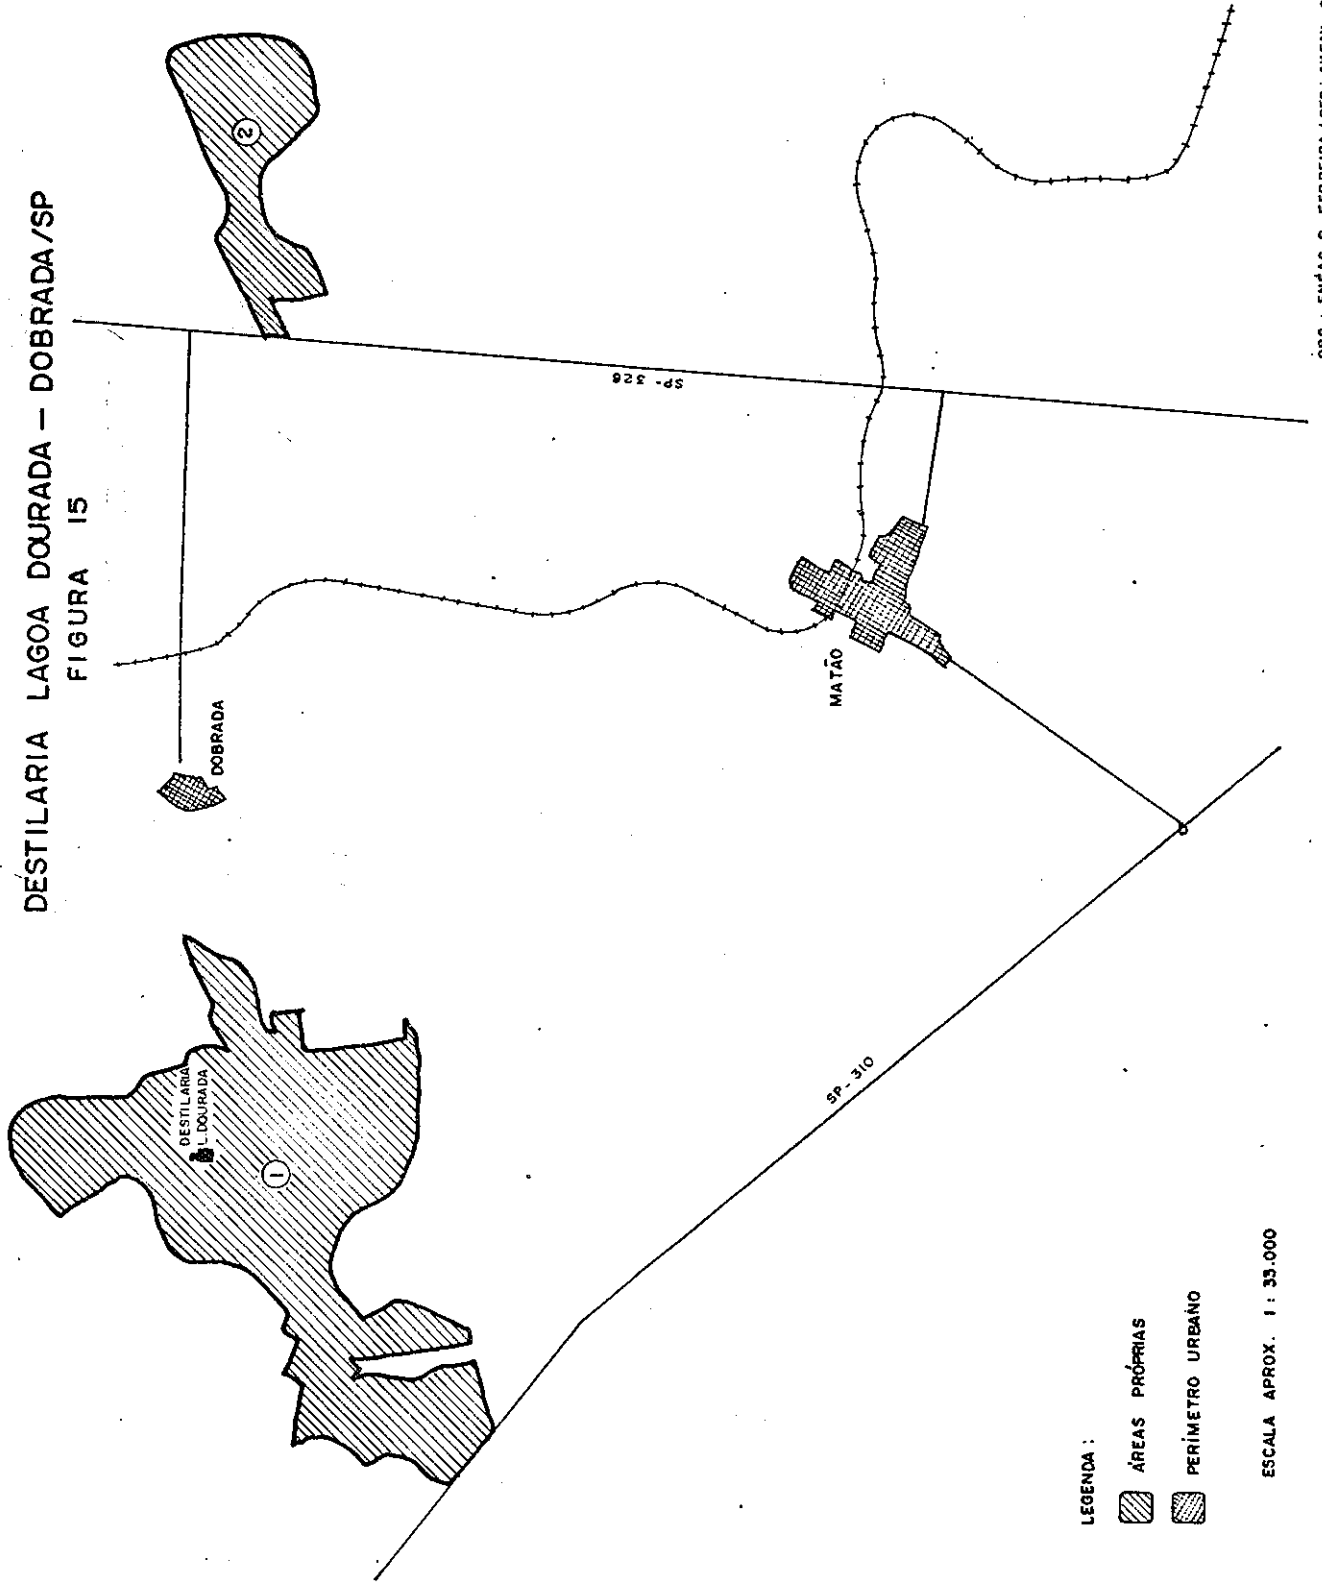 DESTILARIA LAGOA DOURADA — DOBRADA/SP
FIGURA 15
2
DOBRADA
SP- 326
DESTILARIA
L.DOURADA
1
MATÃO
SP- 310
LEGENDA :
ÁREAS PRÓPRIAS
PERÍMETRO URBANO
ESCALA APROX. 1 : 33.000